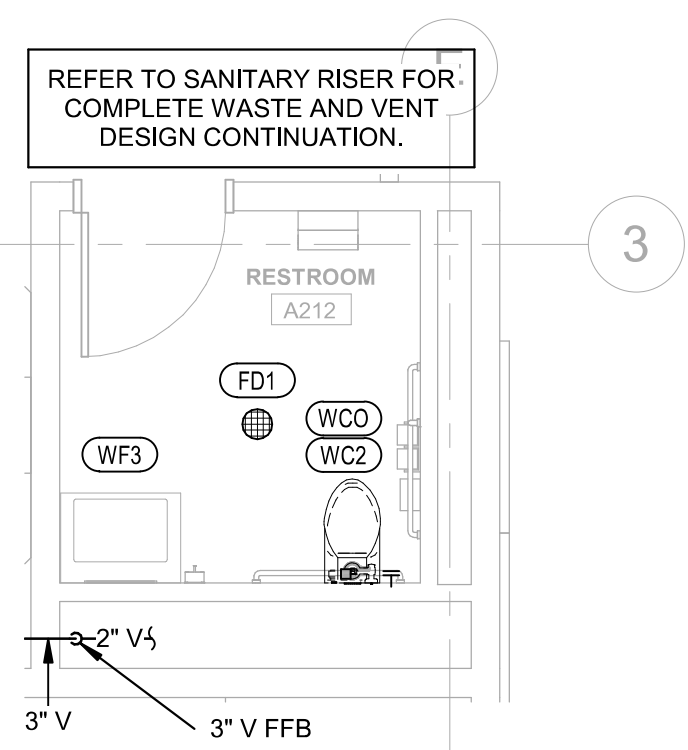 REFER TO SANITARY RISER FOR
COMPLETE WASTE AND VENT
DESIGN CONTINUATION.
3
RESTROOM
A212
FD1
WCO
WF3
WC2
2" V
3" V
3" V FFB